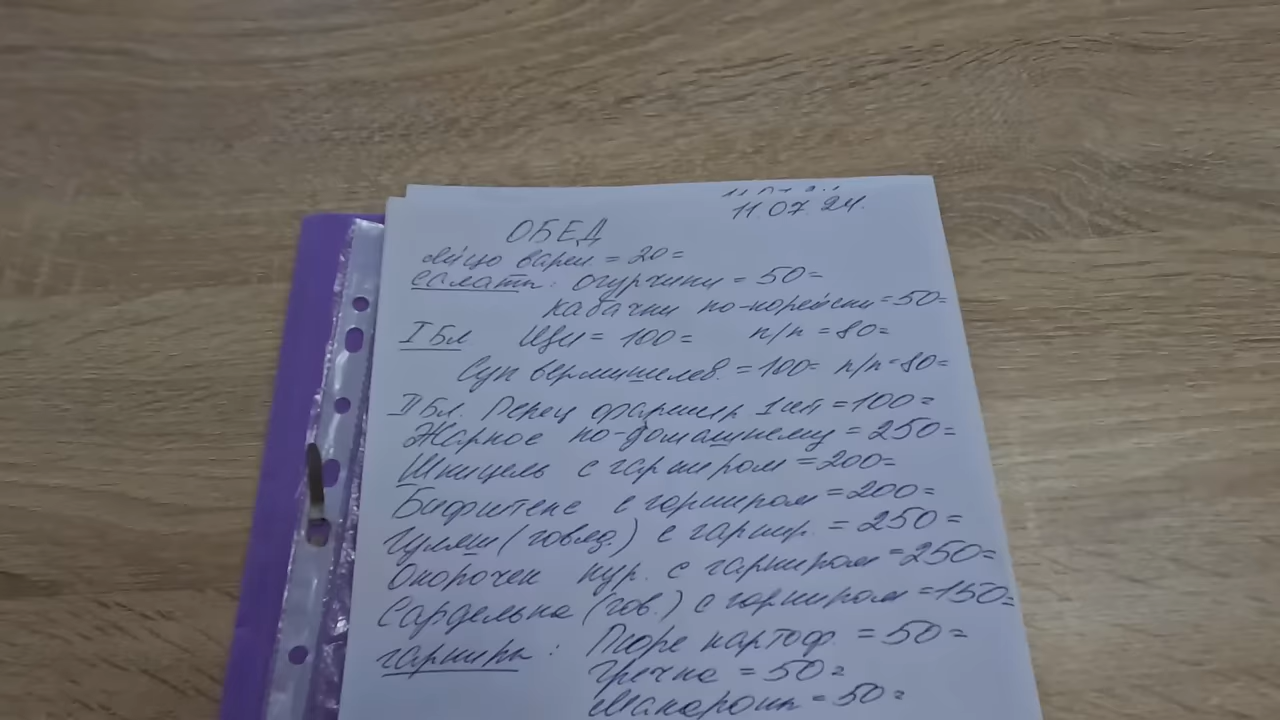 11.07.24.
ОБЕД
Яйцо варен = 20=
Салаты: огурчики = 50=
кабачки по-корейски = 50=
I Бл Щи = 100= п/п = 80=
Суп вермишелев. = 100= п/п = 80=
II Бл. Перец фаршир. 1шт = 100=
Жаркое по-домашнему = 250=
Шницель с гарниром = 200=
Бифштекс с гарниром = 200=
Гуляш (говяд.) с гарнир. = 250=
Окорочек кур. с гарниром = 250=
Сарделька (гов.) с гарниром = 150=
гарниры: Пюре картоф. = 50=
Гречка = 50=
Макароны = 50=